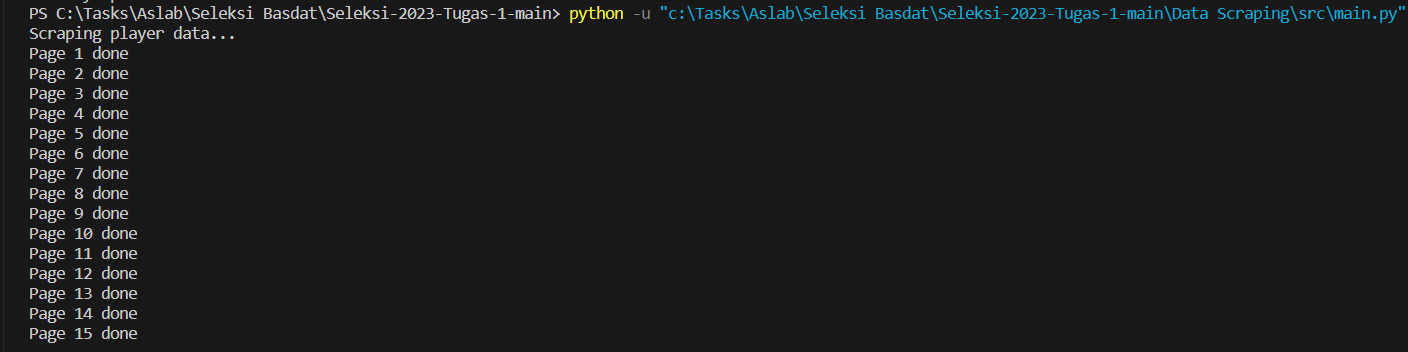 PS C:\Tasks\Aslab\Seleksi Basdat\Seleksi-2023-Tugas-1-main> python -u "c:\Tasks\Aslab\Seleksi Basdat\Seleksi-2023-Tugas-1-main\Data Scraping\src\main.py"
Scraping player data...
Page 1 done
Page 2 done
Page 3 done
Page 4 done
Page 5 done
Page 6 done
Page 7 done
Page 8 done
Page 9 done
Page 10 done
Page 11 done
Page 12 done
Page 13 done
Page 14 done
Page 15 done